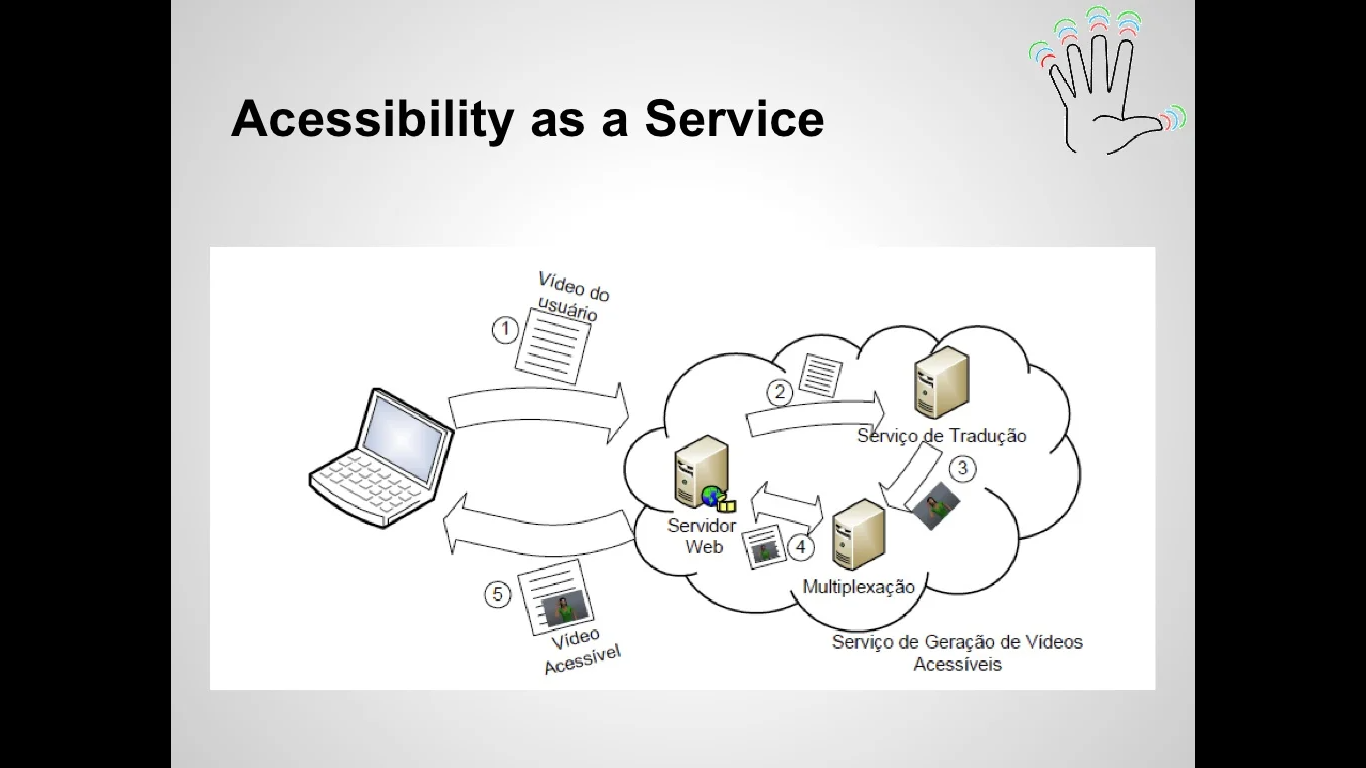 Acessibility as a Service
Vídeo do
usuário
1
2
Serviço de Tradução
3
Servidor
Web
4
Multiplexação
5
Vídeo
Acessível
Serviço de Geração de Vídeos
Acessíveis